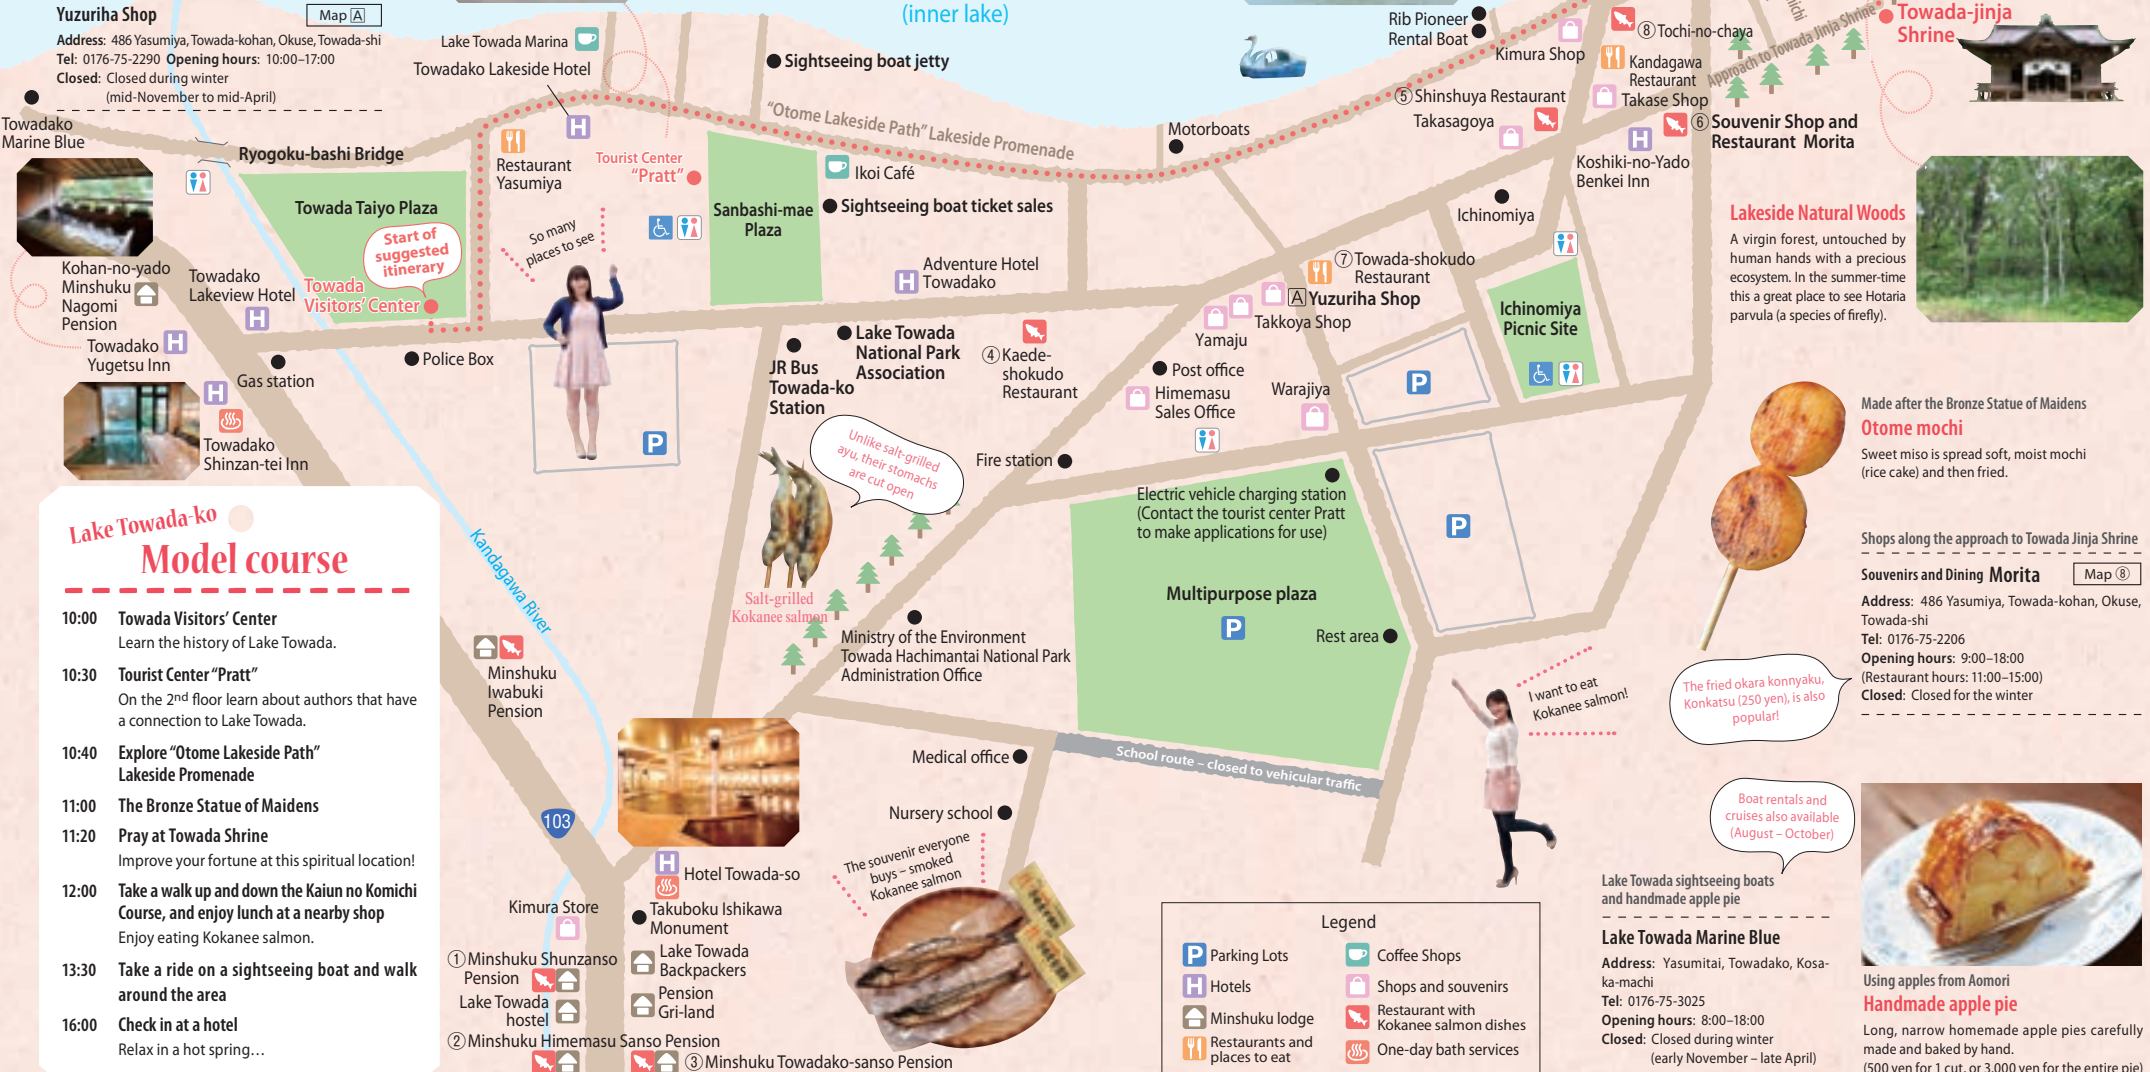 Yuzuriha Shop
Map A
Address: 486 Yasumiya, Towada-kohan, Okuse, Towada-shi
Tel: 0176-75-2290 Opening hours: 10:00–17:00
Closed: Closed during winter
(mid-November to mid-April)
(inner lake)
Lake Towada Marina
Towadako Lakeside Hotel
Sightseeing boat jetty
Rib Pioneer
Rental Boat
Kimura Shop
⑧Tochi-no-chaya
Kandagawa
Restaurant
Takase Shop
Approach to Towada Jinja Shrine
Towada-jinja
Shrine
⑤Shinshuya Restaurant
Takasagoya
⑥Souvenir Shop and
Restaurant Morita
Koshiki-no-Yado
Benkei Inn
Motorboats
"Otome Lakeside Path" Lakeside Promenade
Towadako
Marine Blue
Ryogoku-bashi Bridge
Restaurant
Yasumiya
Tourist Center
"Pratt"
Ikoi Café
Sightseeing boat ticket sales
Sanbashi-mae
Plaza
Towada Taiyo Plaza
Start of
suggested
itinerary
Towada
Visitors' Center
So many
places to see
Ichinomiya
Lakeside Natural Woods
A virgin forest, untouched by
human hands with a precious
ecosystem. In the summer-time
this a great place to see Hotaria
parvula (a species of firefly).
Kohan-no-yado
Minshuku
Nagomi
Pension
Towadako
Lakeview Hotel
Towadako
Yugetsu Inn
Gas station
Police Box
Towadako
Shinzan-tei Inn
Adventure Hotel
Towadako
⑦Towada-shokudo
Restaurant
A Yuzuriha Shop
Takkoya Shop
Yamaju
Ichinomiya
Picnic Site
JR Bus
Towada-ko
Station
Lake Towada
National Park
Association
④Kaede-
shokudo
Restaurant
Post office
Himemasu
Sales Office
Warajiya
P
P
Fire station
Unlike salt-grilled
ayu, their stomachs
are cut open
Salt-grilled
Kokanee salmon
Electric vehicle charging station
(Contact the tourist center Pratt
to make applications for use)
Multipurpose plaza
P
Rest area
P
Made after the Bronze Statue of Maidens
Otome mochi
Sweet miso is spread soft, moist mochi
(rice cake) and then fried.
Shops along the approach to Towada Jinja Shrine
Souvenirs and Dining Morita
Map ⑧
Address: 486 Yasumiya, Towada-kohan, Okuse,
Towada-shi
Tel: 0176-75-2206
Opening hours: 9:00–18:00
(Restaurant hours: 11:00–15:00)
Closed: Closed for the winter
The fried okara konnyaku,
Konkatsu (250 yen), is also
popular!
Lake Towada-ko
Model course
10:00 Towada Visitors' Center
Learn the history of Lake Towada.
10:30 Tourist Center "Pratt"
On the 2nd floor learn about authors that have
a connection to Lake Towada.
10:40 Explore "Otome Lakeside Path"
Lakeside Promenade
11:00 The Bronze Statue of Maidens
11:20 Pray at Towada Shrine
Improve your fortune at this spiritual location!
12:00 Take a walk up and down the Kaiun no Komichi
Course, and enjoy lunch at a nearby shop
Enjoy eating Kokanee salmon.
13:30 Take a ride on a sightseeing boat and walk
around the area
16:00 Check in at a hotel
Relax in a hot spring…
Kandagawa River
Minshuku
Iwabuki
Pension
103
Ministry of the Environment
Towada Hachimantai National Park
Administration Office
Medical office
Nursery school
School route – closed to vehicular traffic
I want to eat
Kokanee salmon!
The souvenir everyone
buys – smoked
Kokanee salmon
Hotel Towada-so
Kimura Store
Takuboku Ishikawa
Monument
①Minshuku Shunzanso
Pension
Lake Towada
Backpackers
Lake Towada
hostel
Pension
Gri-land
②Minshuku Himemasu Sanso Pension
③Minshuku Towadako-sanso Pension
Legend
P Parking Lots
H Hotels
Minshuku lodge
Restaurants and
places to eat
Coffee Shops
Shops and souvenirs
Restaurant with
Kokanee salmon dishes
One-day bath services
Boat rentals and
cruises also available
(August – October)
Lake Towada sightseeing boats
and handmade apple pie
Lake Towada Marine Blue
Address: Yasumitai, Towadako, Kosa-
ka-machi
Tel: 0176-75-3025
Opening hours: 8:00–18:00
Closed: Closed during winter
(early November – late April)
Using apples from Aomori
Handmade apple pie
Long, narrow homemade apple pies carefully
made and baked by hand.
(500 yen for 1 cut, or 3,000 yen for the entire pie)